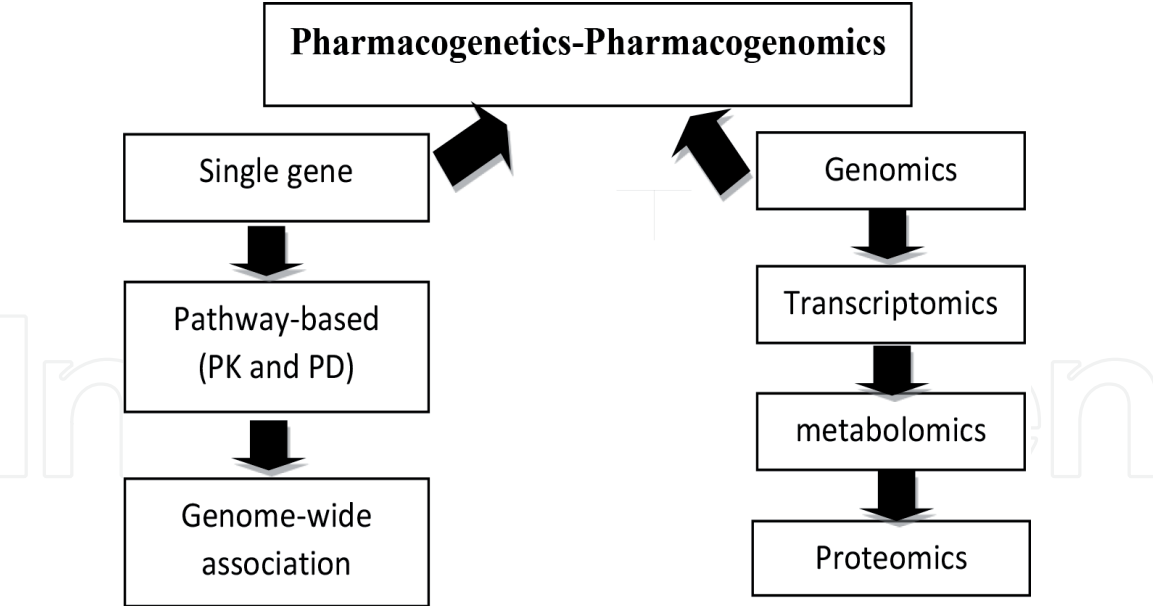 Pharmacogenetics-Pharmacogenomics
Single gene
Pathway-based
(PK and PD)
Genome-wide
association
Genomics
Transcriptomics
metabolomics
Proteomics